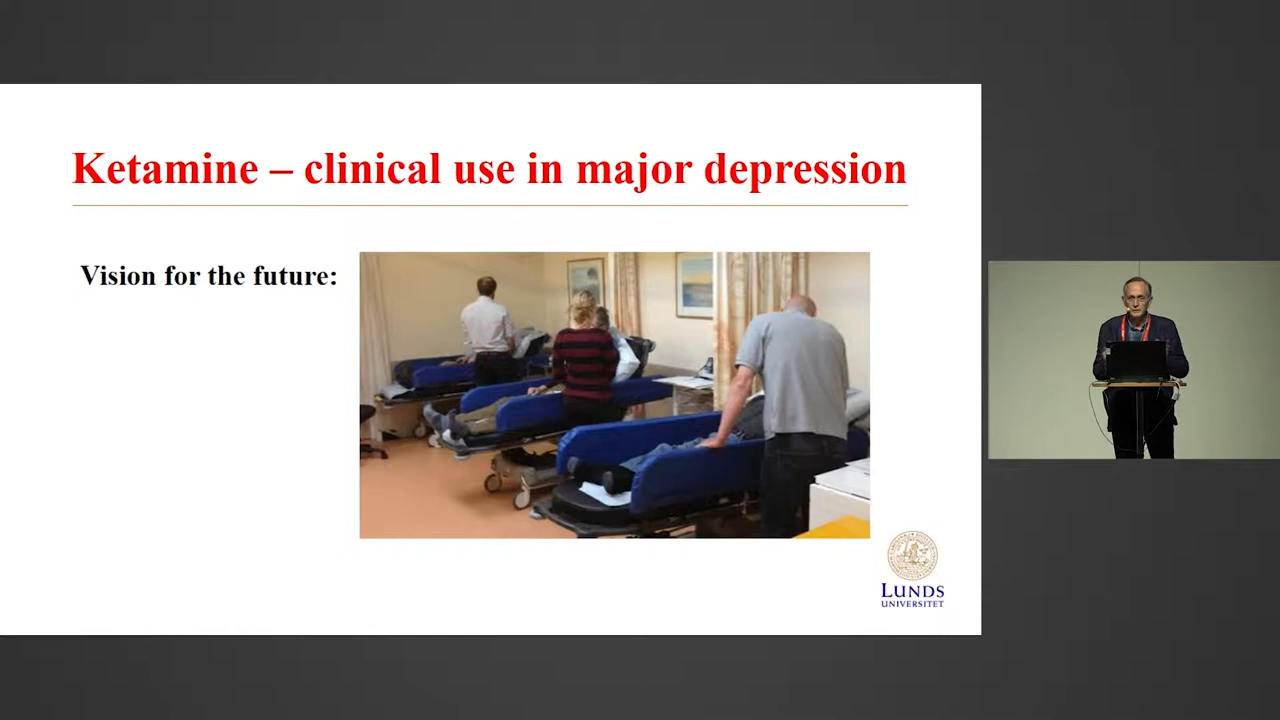 Ketamine – clinical use in major depression
Vision for the future:
LUNDS
UNIVERSITET